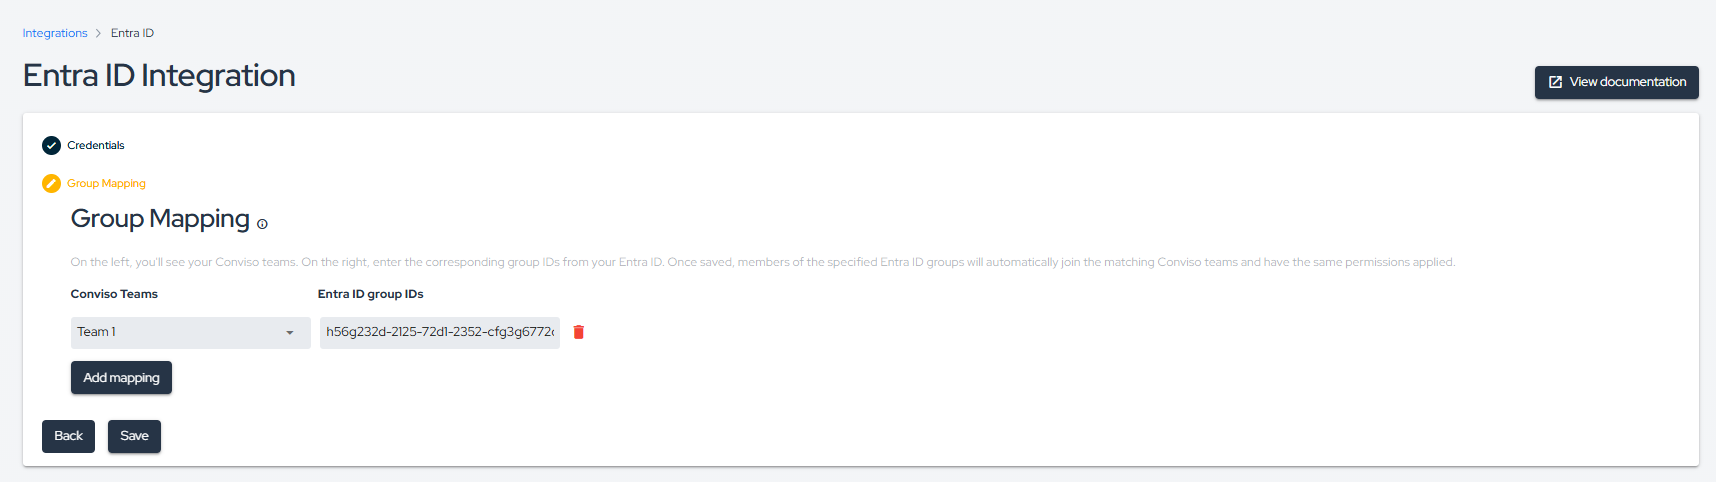 Integrations > Entra ID
Entra ID Integration
View documentation
Credentials
Group Mapping
Group Mapping
On the left, you'll see your Conviso teams. On the right, enter the corresponding group IDs from your Entra ID. Once saved, members of the specified Entra ID groups will automatically join the matching Conviso teams and have the same permissions applied.
Conviso Teams Entra ID group IDs
Team 1 h56g232d-2125-72d1-2352-cfg3g6772
Add mapping
Back Save